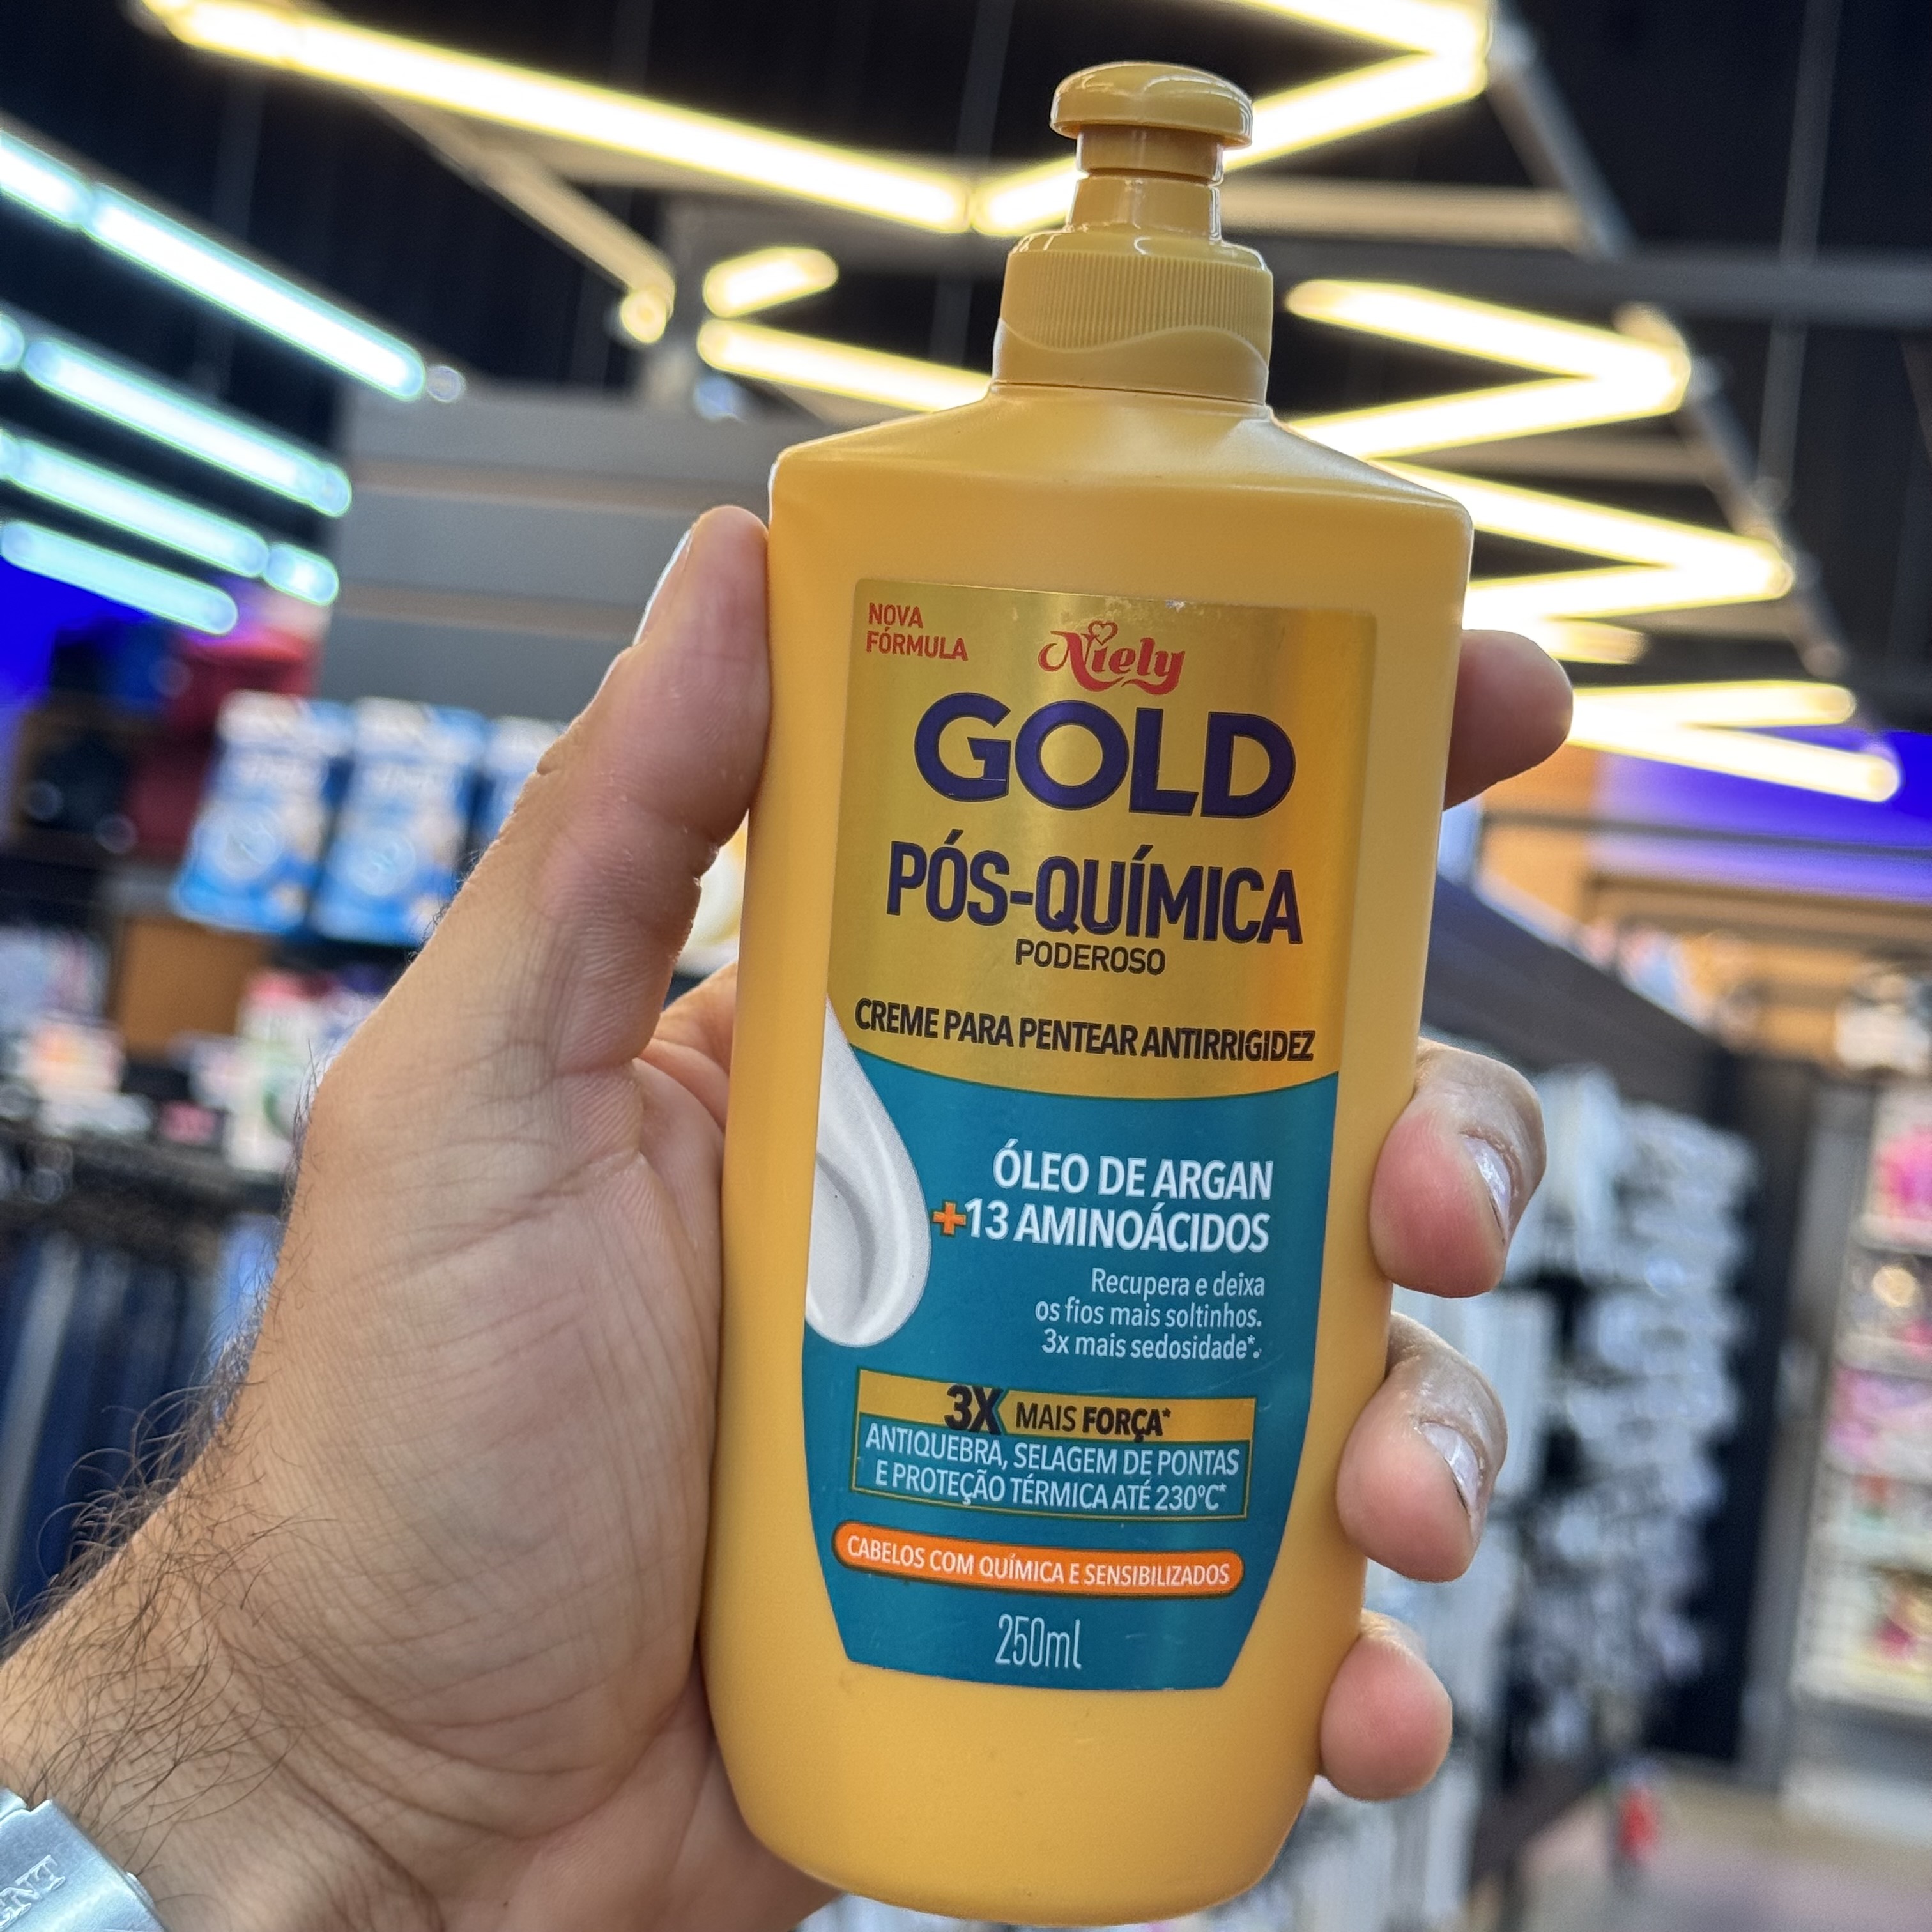 NOVA
FÓRMULA
Niely
GOLD
PÓS-QUÍMICA
PODEROSO
CREME PARA PENTEAR ANTIRRIGIDEZ
ÓLEO DE ARGAN
+13 AMINOÁCIDOS
Recupera e deixa
os fios mais soltinhos.
3x mais sedosidade*.
3X MAIS FORÇA*
ANTIQUEBRA, SELAGEM DE PONTAS
E PROTEÇÃO TÉRMICA ATÉ 230ºC*
CABELOS COM QUÍMICA E SENSIBILIZADOS
250ml